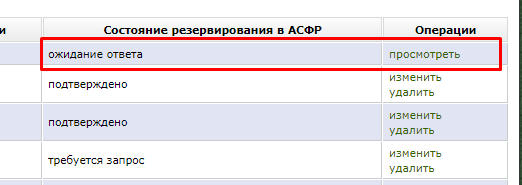 и Состояние резервирования в АСФР Операции
ожидание ответа просмотреть
подтверждено изменить
удалить
подтверждено изменить
удалить
требуется запрос изменить
удалить